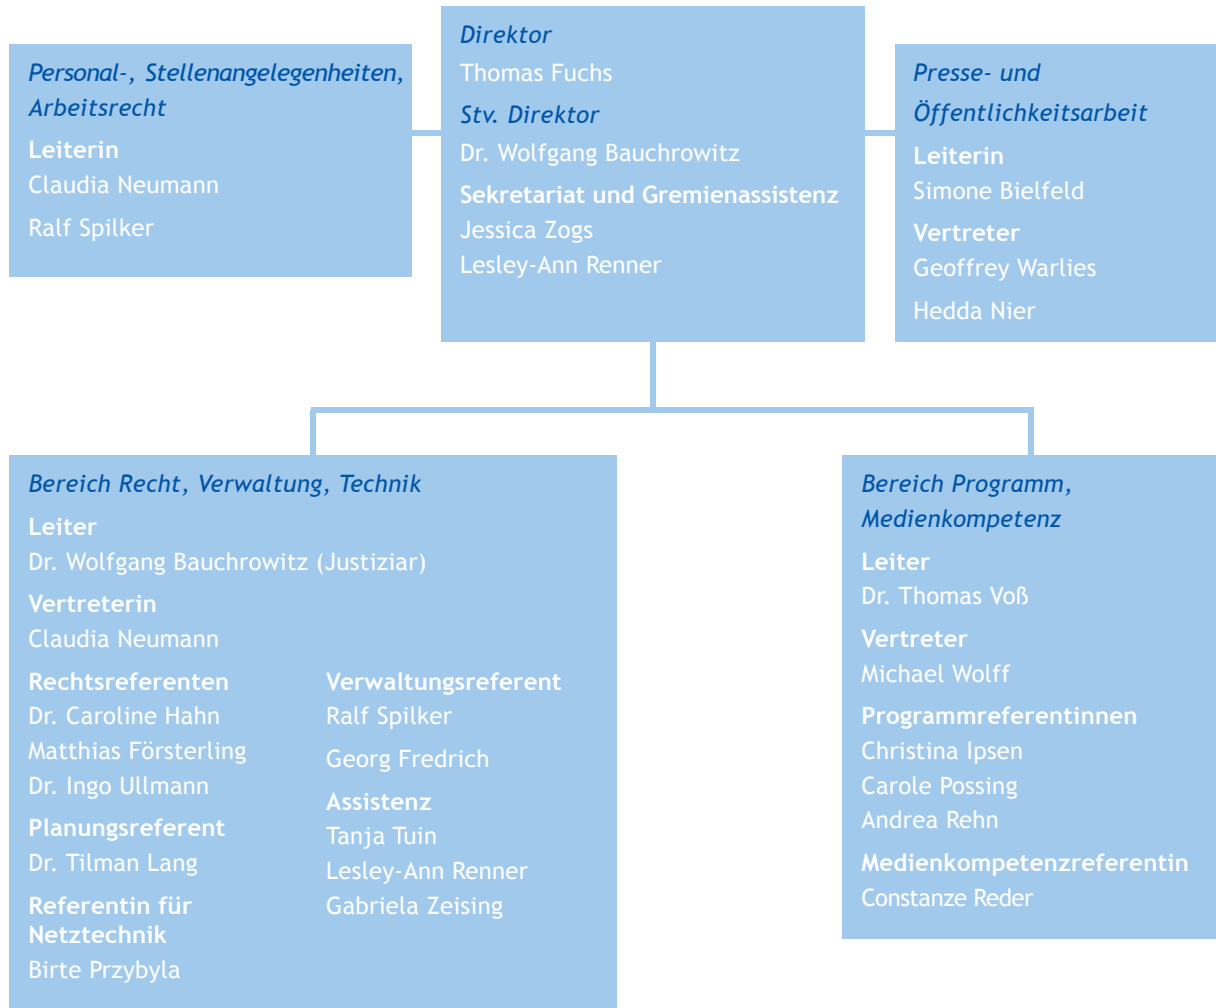 Personal-, Stellenangelegenheiten,
Arbeitsrecht
Leiterin
Claudia Neumann
Ralf Spilker
Direktor
Thomas Fuchs
Stv. Direktor
Dr. Wolfgang Bauchrowitz
Sekretariat und Gremienassistenz
Jessica Zogs
Lesley-Ann Renner
Presse- und
Öffentlichkeitsarbeit
Leiterin
Simone Bielfeld
Vertreter
Geoffrey Warlies
Hedda Nier
Bereich Recht, Verwaltung, Technik
Leiter
Dr. Wolfgang Bauchrowitz (Justiziar)
Vertreterin
Claudia Neumann
Rechtsreferenten
Dr. Caroline Hahn
Matthias Försterling
Dr. Ingo Ullmann
Planungsreferent
Dr. Tilman Lang
Referentin für
Netztechnik
Birte Przybyla
Verwaltungsreferent
Ralf Spilker
Georg Fredrich
Assistenz
Tanja Tuin
Lesley-Ann Renner
Gabriela Zeising
Bereich Programm,
Medienkompetenz
Leiter
Dr. Thomas Voß
Vertreter
Michael Wolff
Programmreferentinnen
Christina Ipsen
Carole Possing
Andrea Rehn
Medienkompetenzreferentin
Constanze Reder